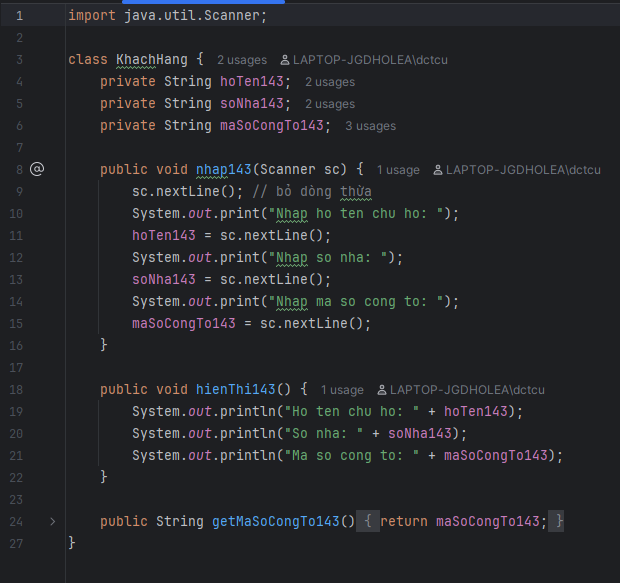 1 import java.util.Scanner;
2
3 class KhachHang { 2 usages LAPTOP-JGDHOLEA\dctcu
4 private String hoTen143; 2 usages
5 private String soNha143; 2 usages
6 private String maSoCongTo143; 3 usages
7
8 @ public void nhap143(Scanner sc) { 1 usage LAPTOP-JGDHOLEA\dctcu
9 sc.nextLine(); // bỏ dòng thừa
10 System.out.print("Nhap ho ten chu ho: ");
11 hoTen143 = sc.nextLine();
12 System.out.print("Nhap so nha: ");
13 soNha143 = sc.nextLine();
14 System.out.print("Nhap ma so cong to: ");
15 maSoCongTo143 = sc.nextLine();
16 }
17
18 public void hienThi143() { 1 usage LAPTOP-JGDHOLEA\dctcu
19 System.out.println("Ho ten chu ho: " + hoTen143);
20 System.out.println("So nha: " + soNha143);
21 System.out.println("Ma so cong to: " + maSoCongTo143);
22 }
23
24 public String getMaSoCongTo143() { return maSoCongTo143; }
27 }